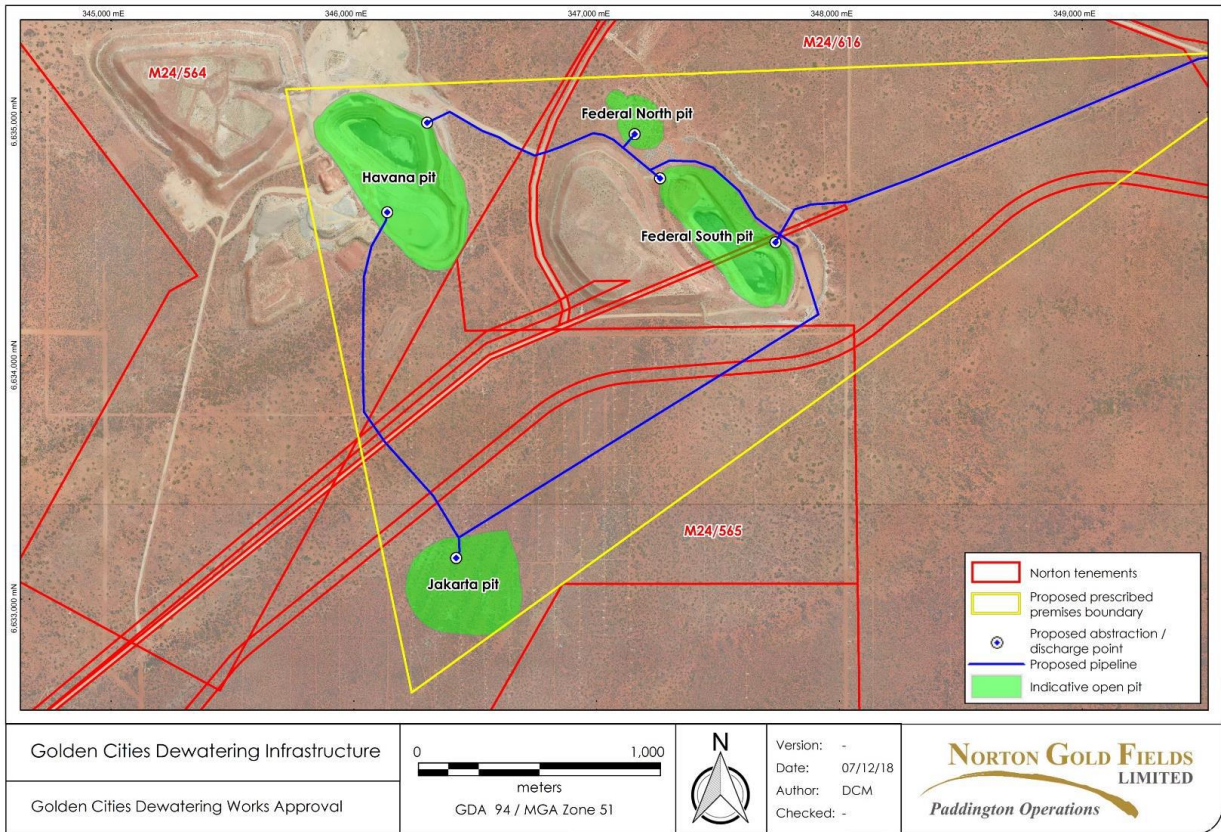 345,000 mE
346,000 mE
347,000 mE
348,000 mE
349,000 mE
6,635,000 mN
6,634,000 mN
6,633,000 mN
M24/564
M24/616
Federal North pit
Havana pit
Federal South pit
M24/565
Jakarta pit
Norton tenements
Proposed prescribed
premises boundary
Proposed abstraction /
discharge point
Proposed pipeline
Indicative open pit
Golden Cities Dewatering Infrastructure
Golden Cities Dewatering Works Approval
0 1,000
meters
GDA 94 / MGA Zone 51
N
Version: -
Date: 07/12/18
Author: DCM
Checked: -
NORTON GOLD FIELDS
LIMITED
Paddington Operations